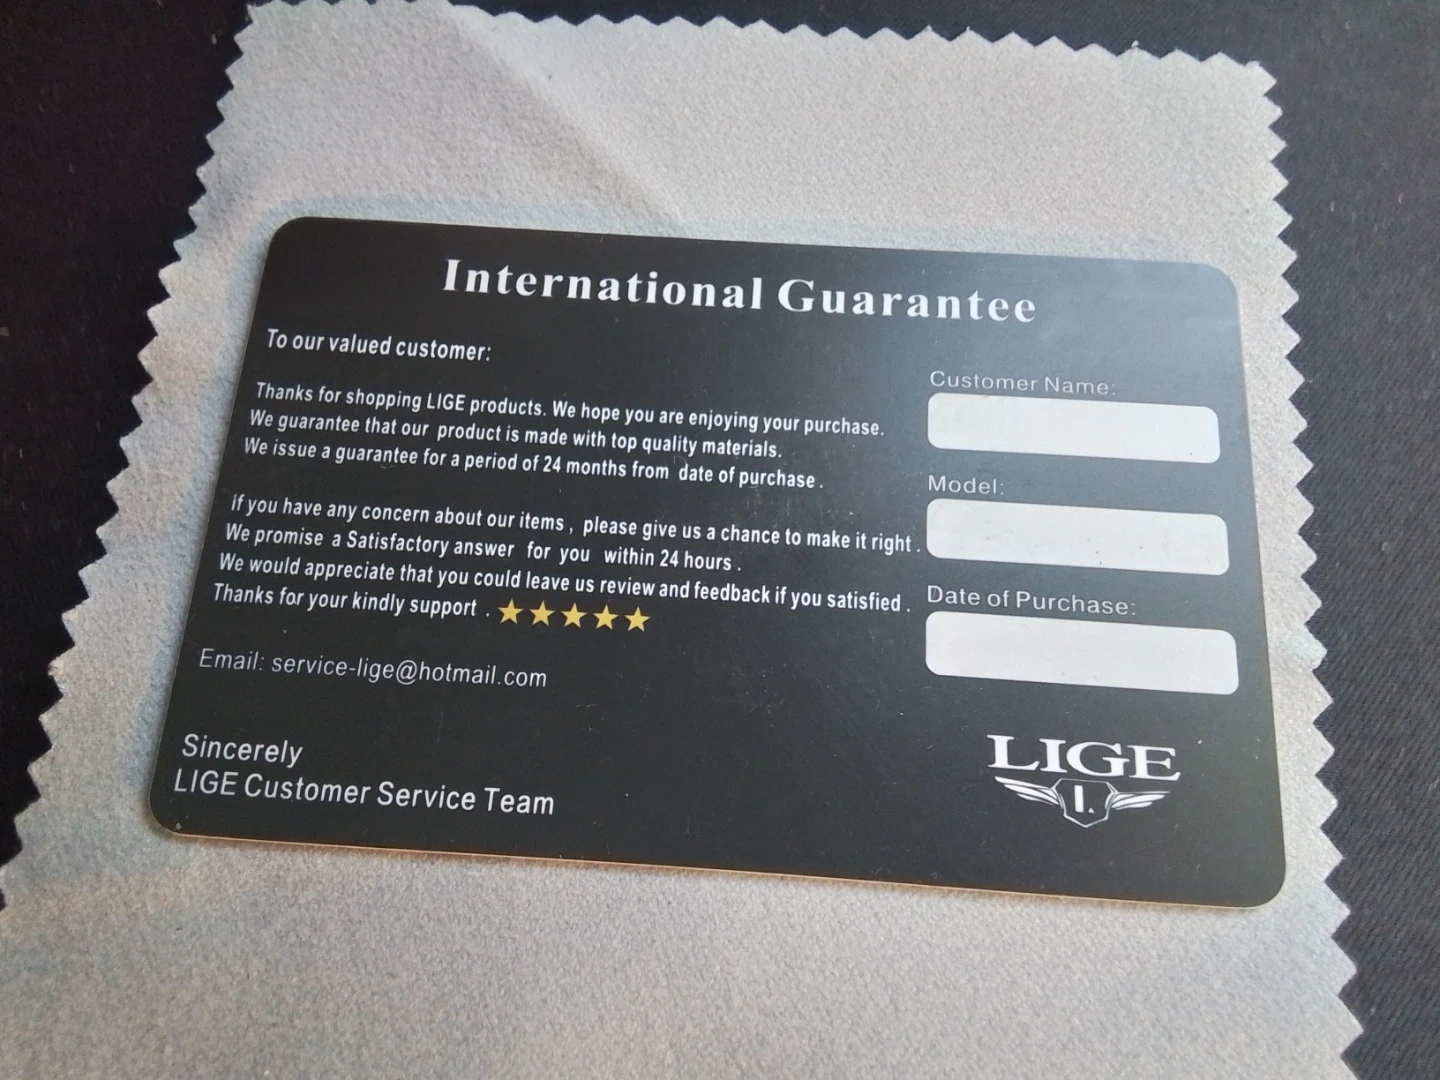 International Guarantee
To our valued customer:
Thanks for shopping LIGE products. We hope you are enjoying your purchase.
We guarantee that our product is made with top quality materials.
We issue a guarantee for a period of 24 months from date of purchase .
if you have any concern about our items , please give us a chance to make it right .
We promise a Satisfactory answer for you within 24 hours .
We would appreciate that you could leave us review and feedback if you satisfied .
Thanks for your kindly support . ★★★★★
Email: service-lige@hotmail.com
Sincerely
LIGE Customer Service Team
Customer Name:
Model:
Date of Purchase:
LIGE
L